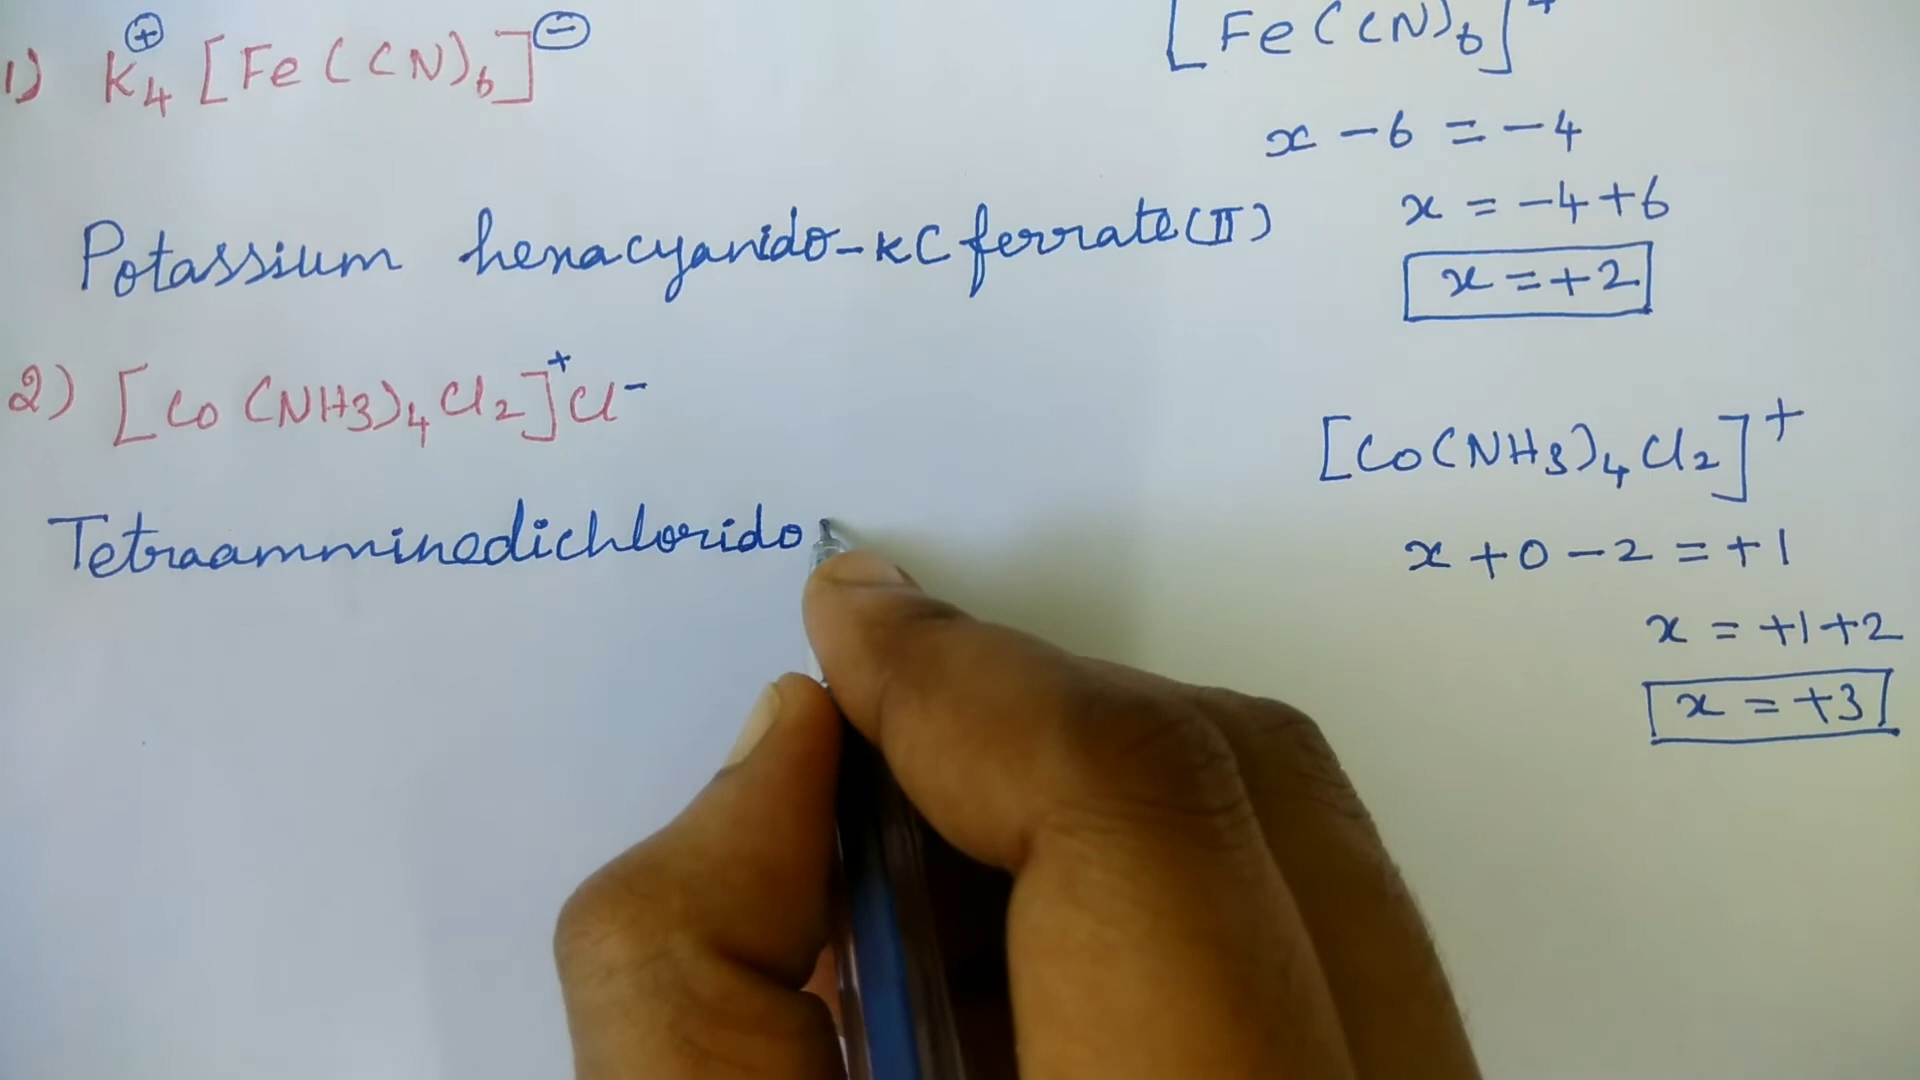 1) K₄⊕ [Fe(CN)₆]⊖
Potassium hexacyanido-κC ferrate(II)
2) [Co(NH3)₄Cl₂]⁺Cl⁻
Tetraamminedichlorido
[Fe(CN)₆]
x - 6 = -4
x = -4+6
x = +2
[Co(NH3)₄Cl₂]⁺
x + 0 - 2 = +1
x = +1+2
x = +3